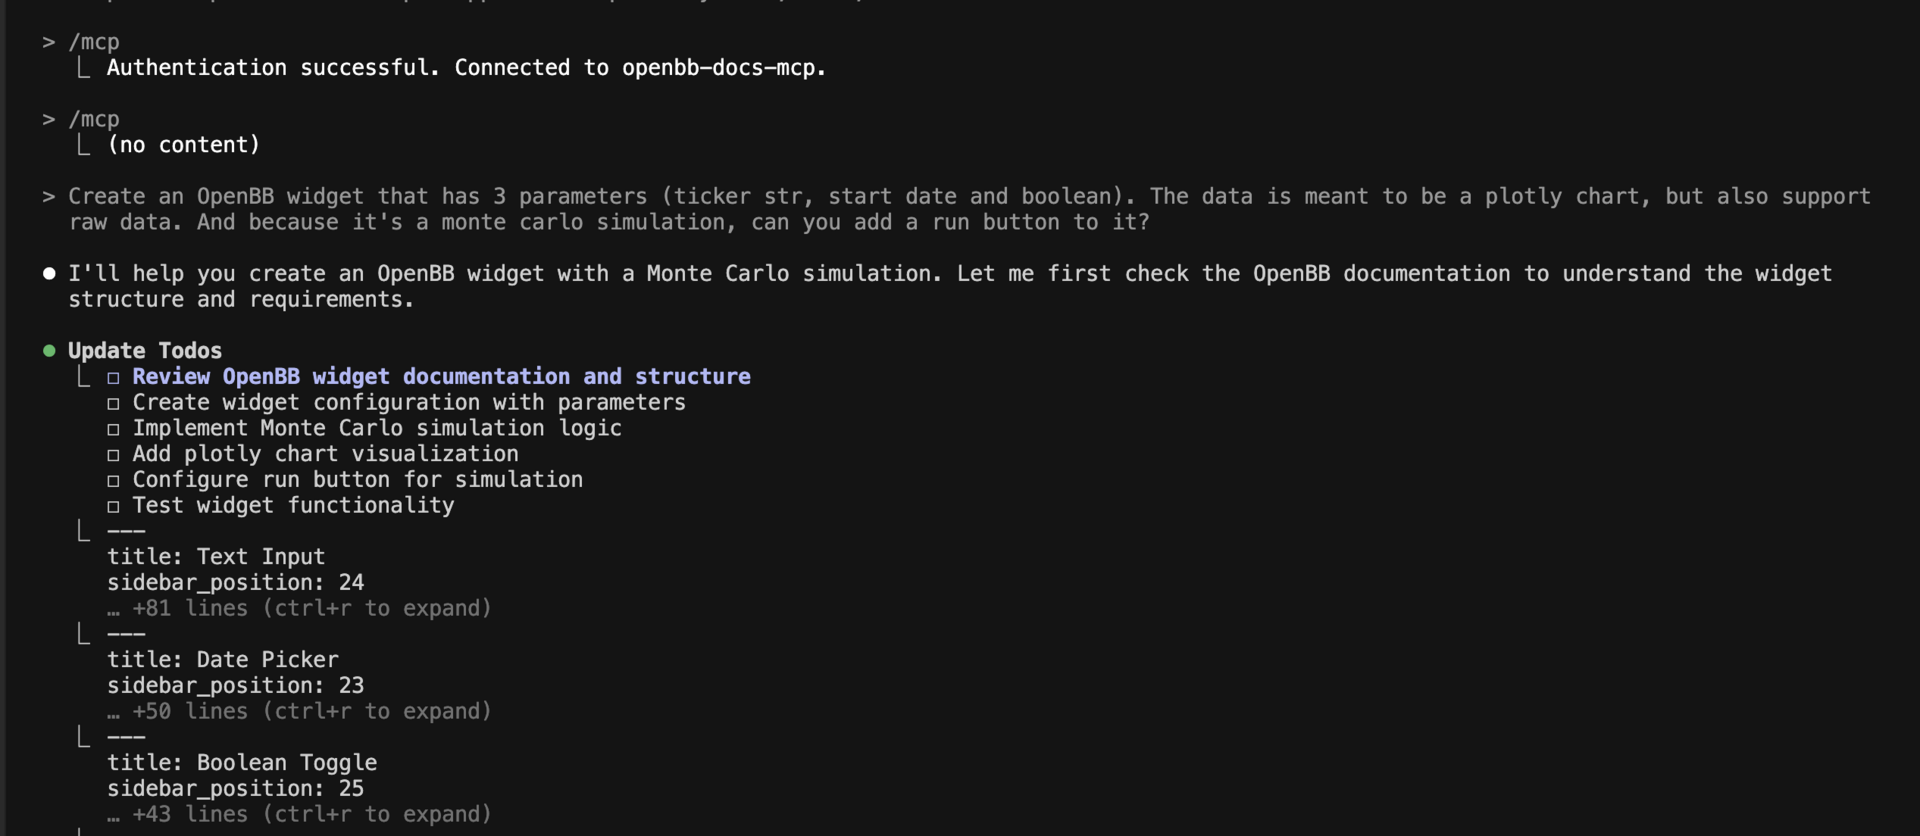 > /mcp
⎿ Authentication successful. Connected to openbb-docs-mcp.
> /mcp
⎿ (no content)
> Create an OpenBB widget that has 3 parameters (ticker str, start date and boolean). The data is meant to be a plotly chart, but also support
raw data. And because it's a monte carlo simulation, can you add a run button to it?
● I'll help you create an OpenBB widget with a Monte Carlo simulation. Let me first check the OpenBB documentation to understand the widget
structure and requirements.
● Update Todos
⎿ ☐ Review OpenBB widget documentation and structure
☐ Create widget configuration with parameters
☐ Implement Monte Carlo simulation logic
☐ Add plotly chart visualization
☐ Configure run button for simulation
☐ Test widget functionality
⎿ ---
title: Text Input
sidebar_position: 24
… +81 lines (ctrl+r to expand)
⎿ ---
title: Date Picker
sidebar_position: 23
… +50 lines (ctrl+r to expand)
⎿ ---
title: Boolean Toggle
sidebar_position: 25
… +43 lines (ctrl+r to expand)